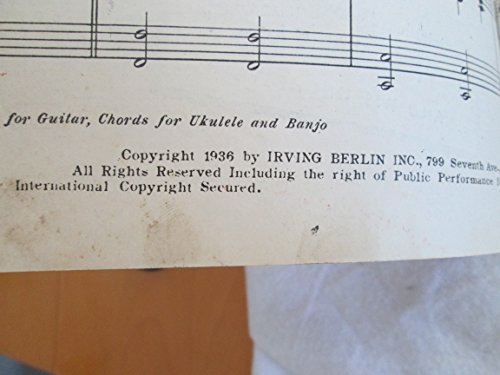 for Guitar, Chords for Ukulele and Banjo
Copyright 1936 by IRVING BERLIN INC., 799 Seventh Ave.
All Rights Reserved Including the right of Public Performance
International Copyright Secured.